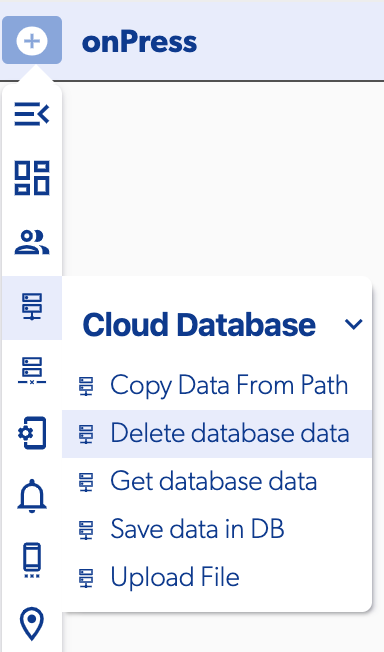 onPress
Cloud Database
Copy Data From Path
Delete database data
Get database data
Save data in DB
Upload File